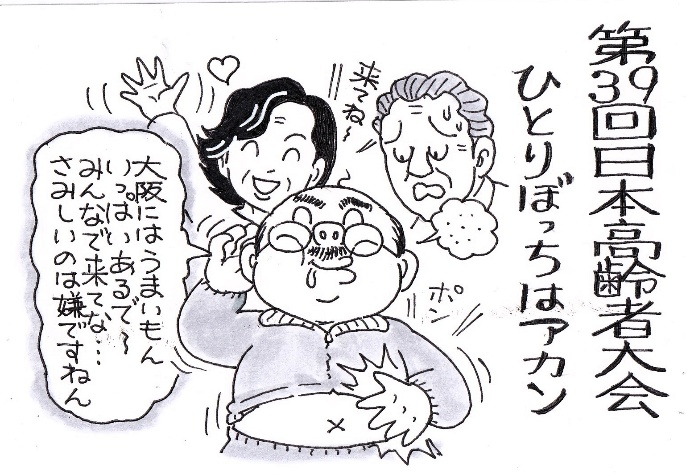 第39回日本高齢者大会
ひとりぼっちはアカン
来てね〜
大阪にはうまいもん
いっぱいあるで〜
みんなで来てな…
さみしいのは嫌ですねん
ポン